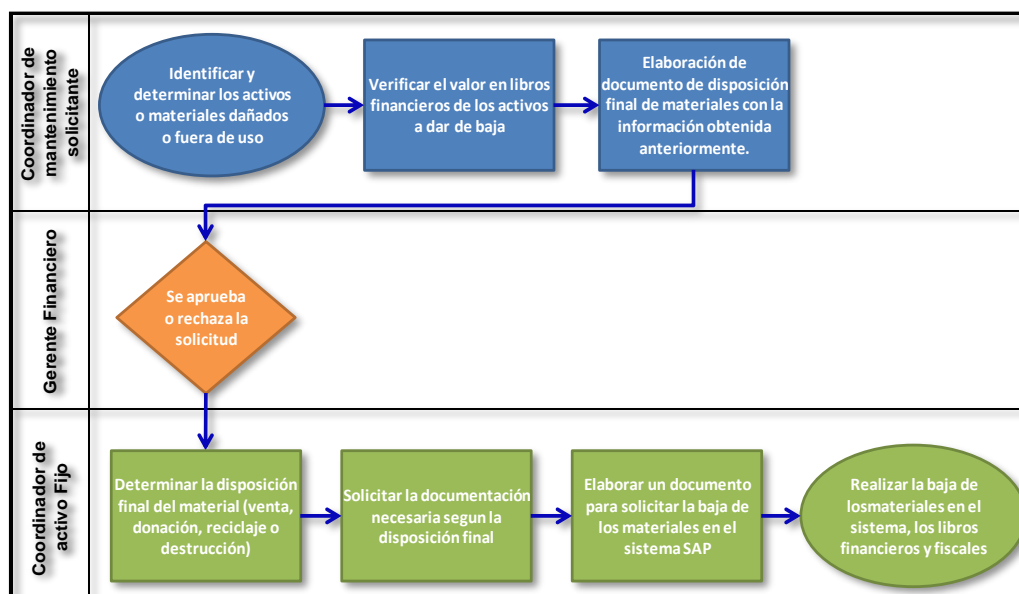 Coordinador de
mantenimiento
solicitante
Identificar y
determinar los activos
o materiales dañados
o fuera de uso
Verificar el valor en libros
financieros de los activos
a dar de baja
Elaboración de
documento de disposición
final de materiales con la
información obtenida
anteriormente.
Gerente Financiero
Se aprueba
o rechaza la
solicitud
Coordinador de
activo Fijo
Determinar la disposición
final del material (venta,
donación, reciclaje o
destrucción)
Solicitar la documentación
necesaria segun la
disposición final
Elaborar un documento
para solicitar la baja de
los materiales en el
sistema SAP
Realizar la baja de
losmateriales en el
sistema, los libros
financieros y fiscales